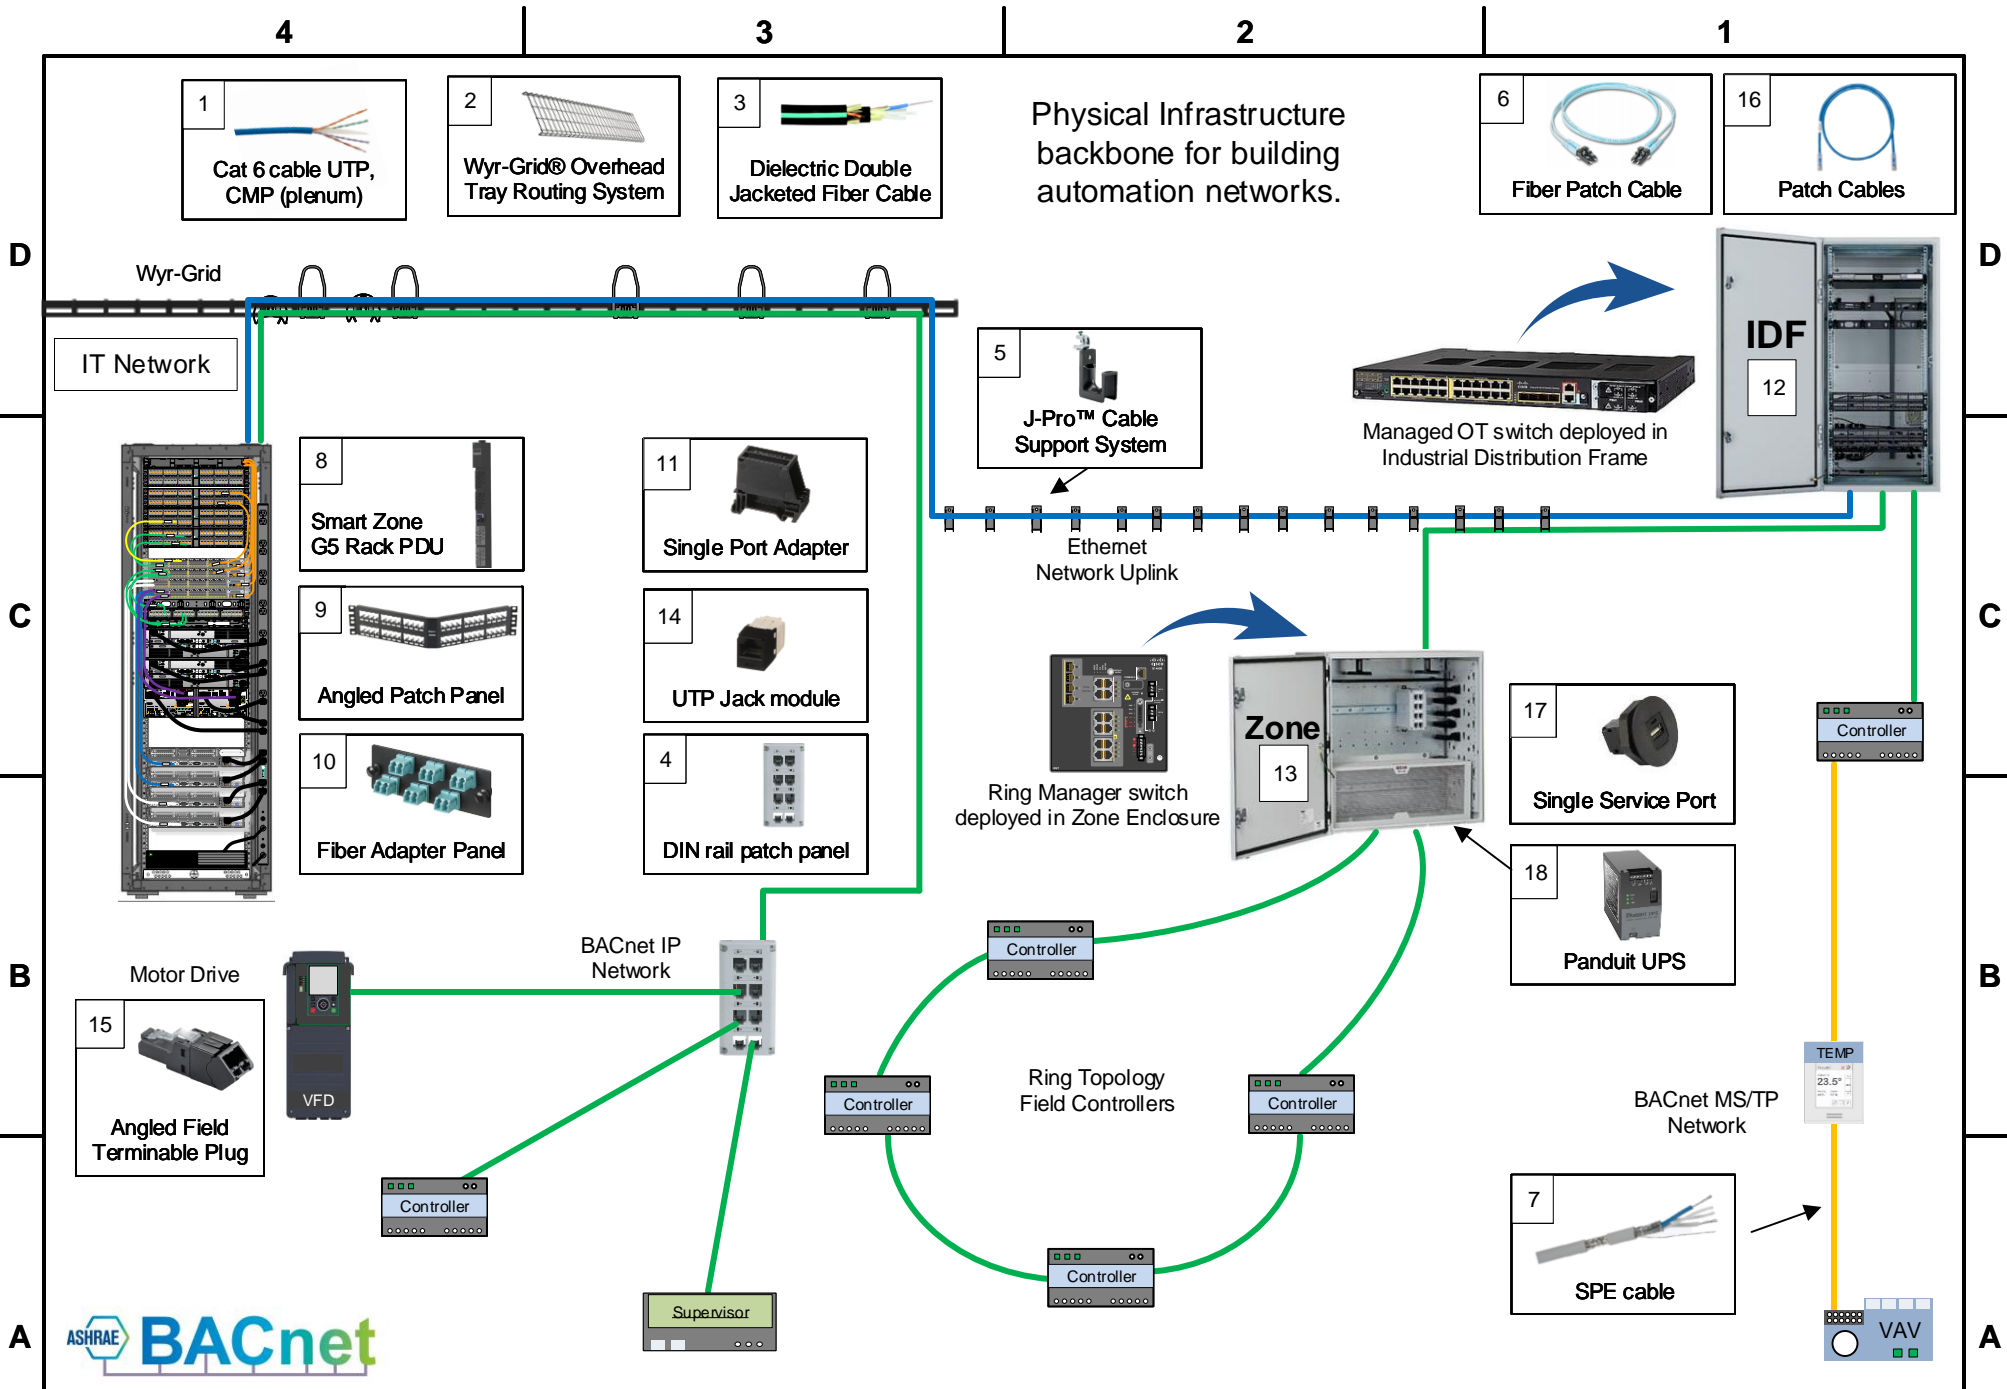 4
3
2
1
D
D
C
C
B
B
A
A
1
Cat 6 cable UTP,
CMP (plenum)
2
Wyr-Grid® Overhead
Tray Routing System
3
Dielectric Double
Jacketed Fiber Cable
Physical Infrastructure
backbone for building
automation networks.
6
Fiber Patch Cable
16
Patch Cables
Wyr-Grid
IT Network
5
J-Pro™ Cable
Support System
IDF
12
Managed OT switch deployed in
Industrial Distribution Frame
8
Smart Zone
G5 Rack PDU
11
Single Port Adapter
Ethernet
Network Uplink
9
Angled Patch Panel
14
UTP Jack module
10
Fiber Adapter Panel
4
DIN rail patch panel
Ring Manager switch
deployed in Zone Enclosure
Zone
13
17
Single Service Port
Controller
18
Panduit UPS
Motor Drive
BACnet IP
Network
VFD
15
Angled Field
Terminable Plug
Controller
Controller
Controller
Controller
Controller
Ring Topology
Field Controllers
Supervisor
TEMP
23.5°
BACnet MS/TP
Network
7
SPE cable
VAV
ASHRAE BACnet